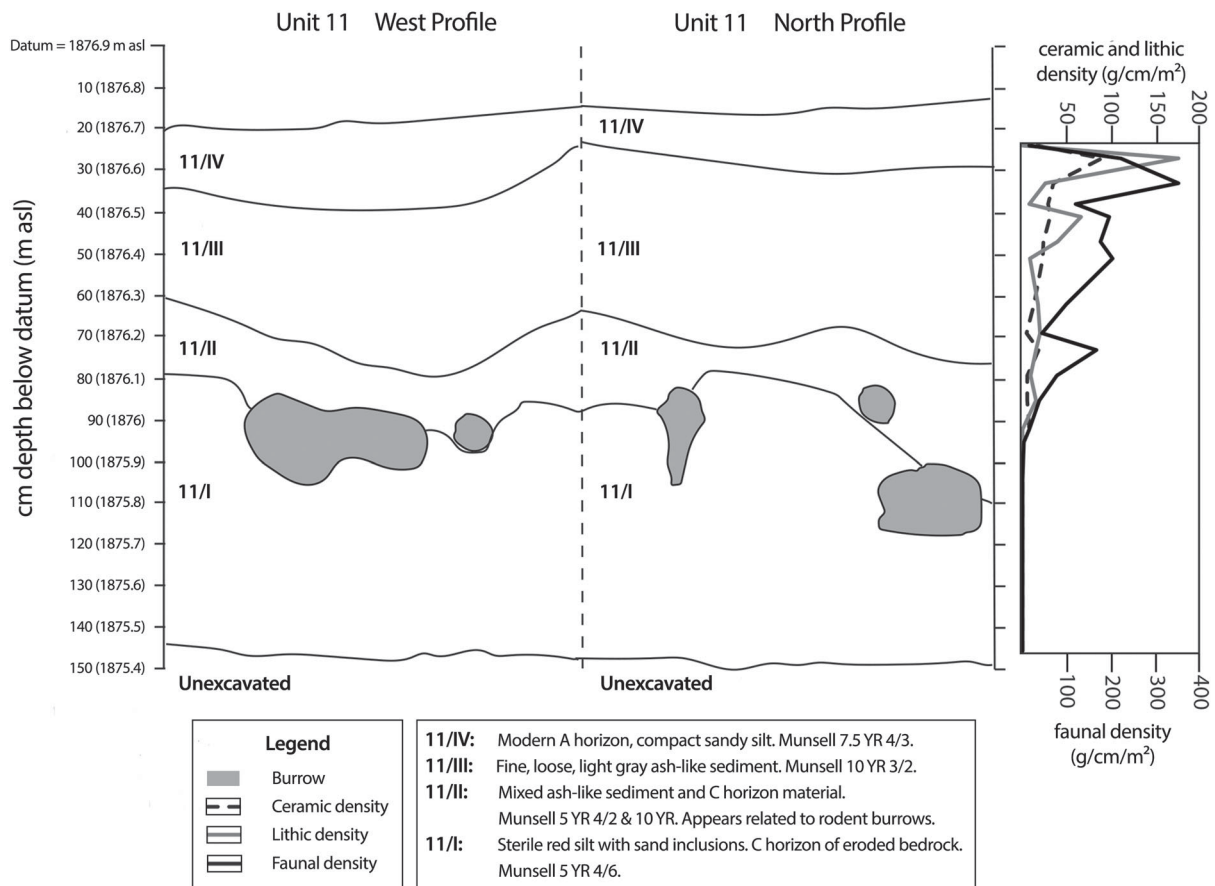 Unit 11 West Profile
Unit 11 North Profile
Datum = 1876.9 m asl
10 (1876.8)
20 (1876.7)
30 (1876.6)
40 (1876.5)
50 (1876.4)
60 (1876.3)
70 (1876.2)
80 (1876.1)
90 (1876)
100 (1875.9)
110 (1875.8)
120 (1875.7)
130 (1875.6)
140 (1875.5)
150 (1875.4)
cm depth below datum (m asl)
11/IV
11/III
11/II
11/I
Unexcavated
11/IV
11/III
11/II
11/I
Unexcavated
ceramic and lithic
density (g/cm/m²)
50
100
150
200
100
200
300
400
faunal density
(g/cm/m²)
Legend
Burrow
Ceramic density
Lithic density
Faunal density
11/IV: Modern A horizon, compact sandy silt. Munsell 7.5 YR 4/3.
11/III: Fine, loose, light gray ash-like sediment. Munsell 10 YR 3/2.
11/II: Mixed ash-like sediment and C horizon material.
Munsell 5 YR 4/2 & 10 YR. Appears related to rodent burrows.
11/I: Sterile red silt with sand inclusions. C horizon of eroded bedrock.
Munsell 5 YR 4/6.